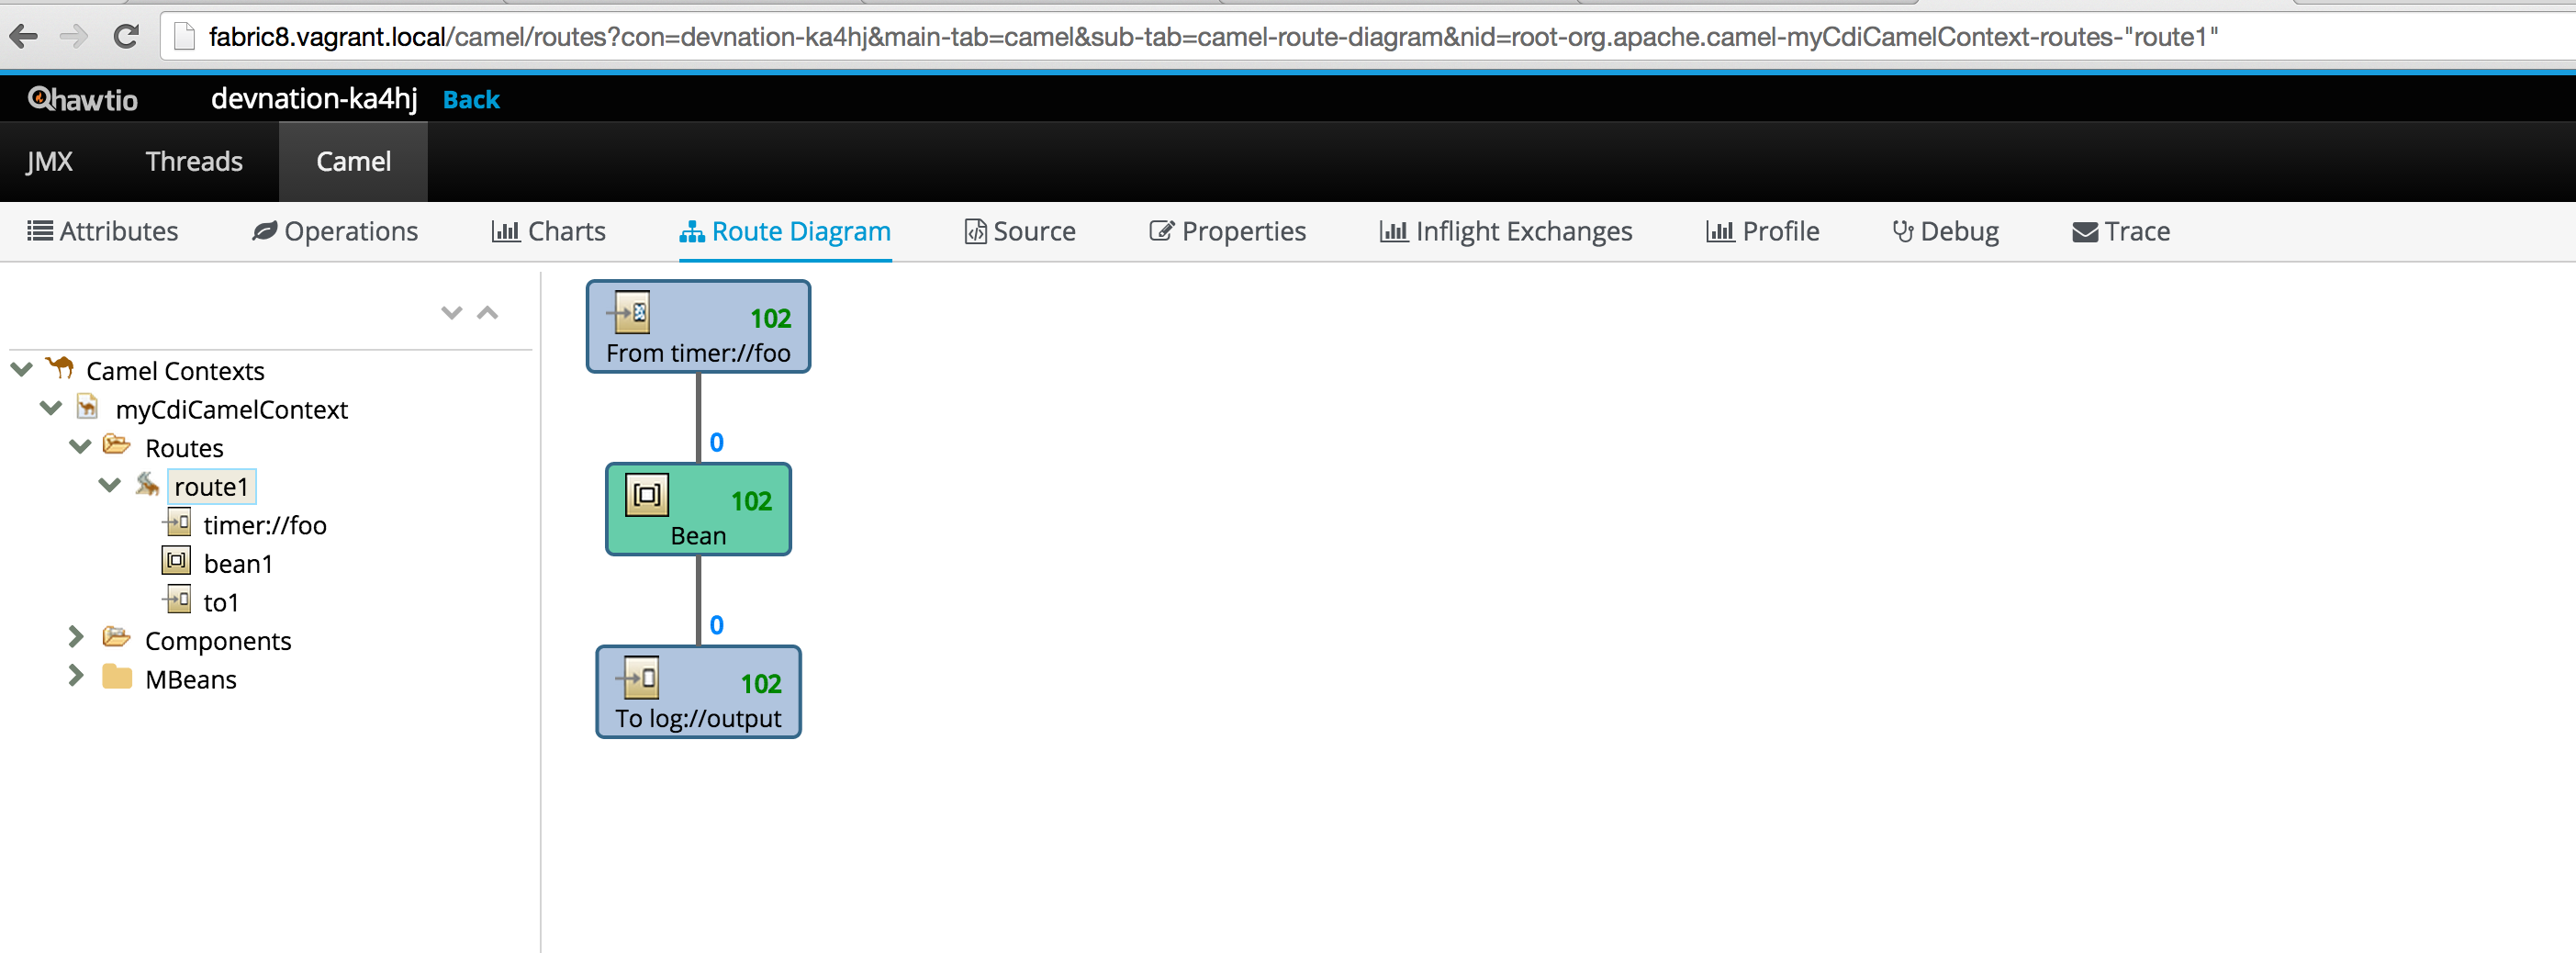 fabric8.vagrant.local/camel/routes?con=devnation-ka4hj&main-tab=camel&sub-tab=camel-route-diagram&nid=root-org.apache.camel-myCdiCamelContext-routes-"route1"
hawtio devnation-ka4hj Back
JMX Threads Camel
Attributes Operations Charts Route Diagram Source Properties Inflight Exchanges Profile Debug Trace
Camel Contexts
myCdiCamelContext
Routes
route1
timer://foo
bean1
to1
Components
MBeans
102
From timer://foo
0
102
Bean
0
102
To log://output